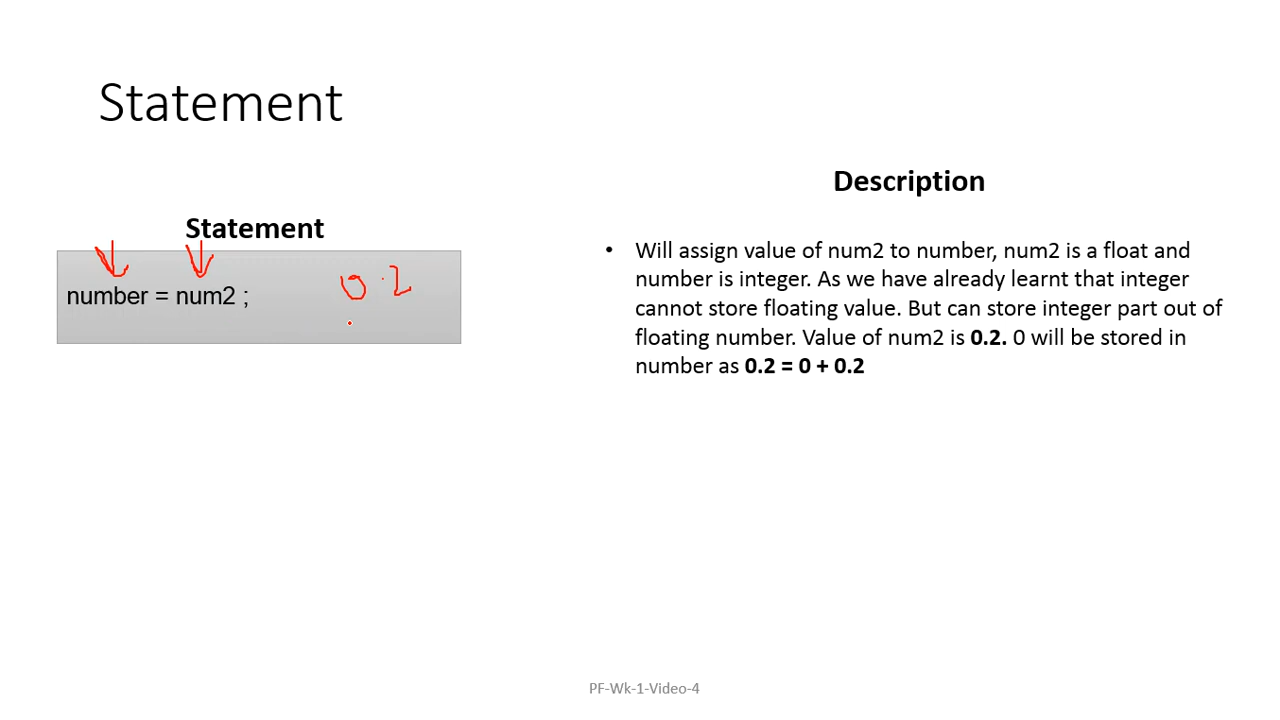 Statement
Statement
number = num2 ;
0.2
Description
• Will assign value of num2 to number, num2 is a float and
number is integer. As we have already learnt that integer
cannot store floating value. But can store integer part out of
floating number. Value of num2 is 0.2. 0 will be stored in
number as 0.2 = 0 + 0.2
PF-Wk-1-Video-4